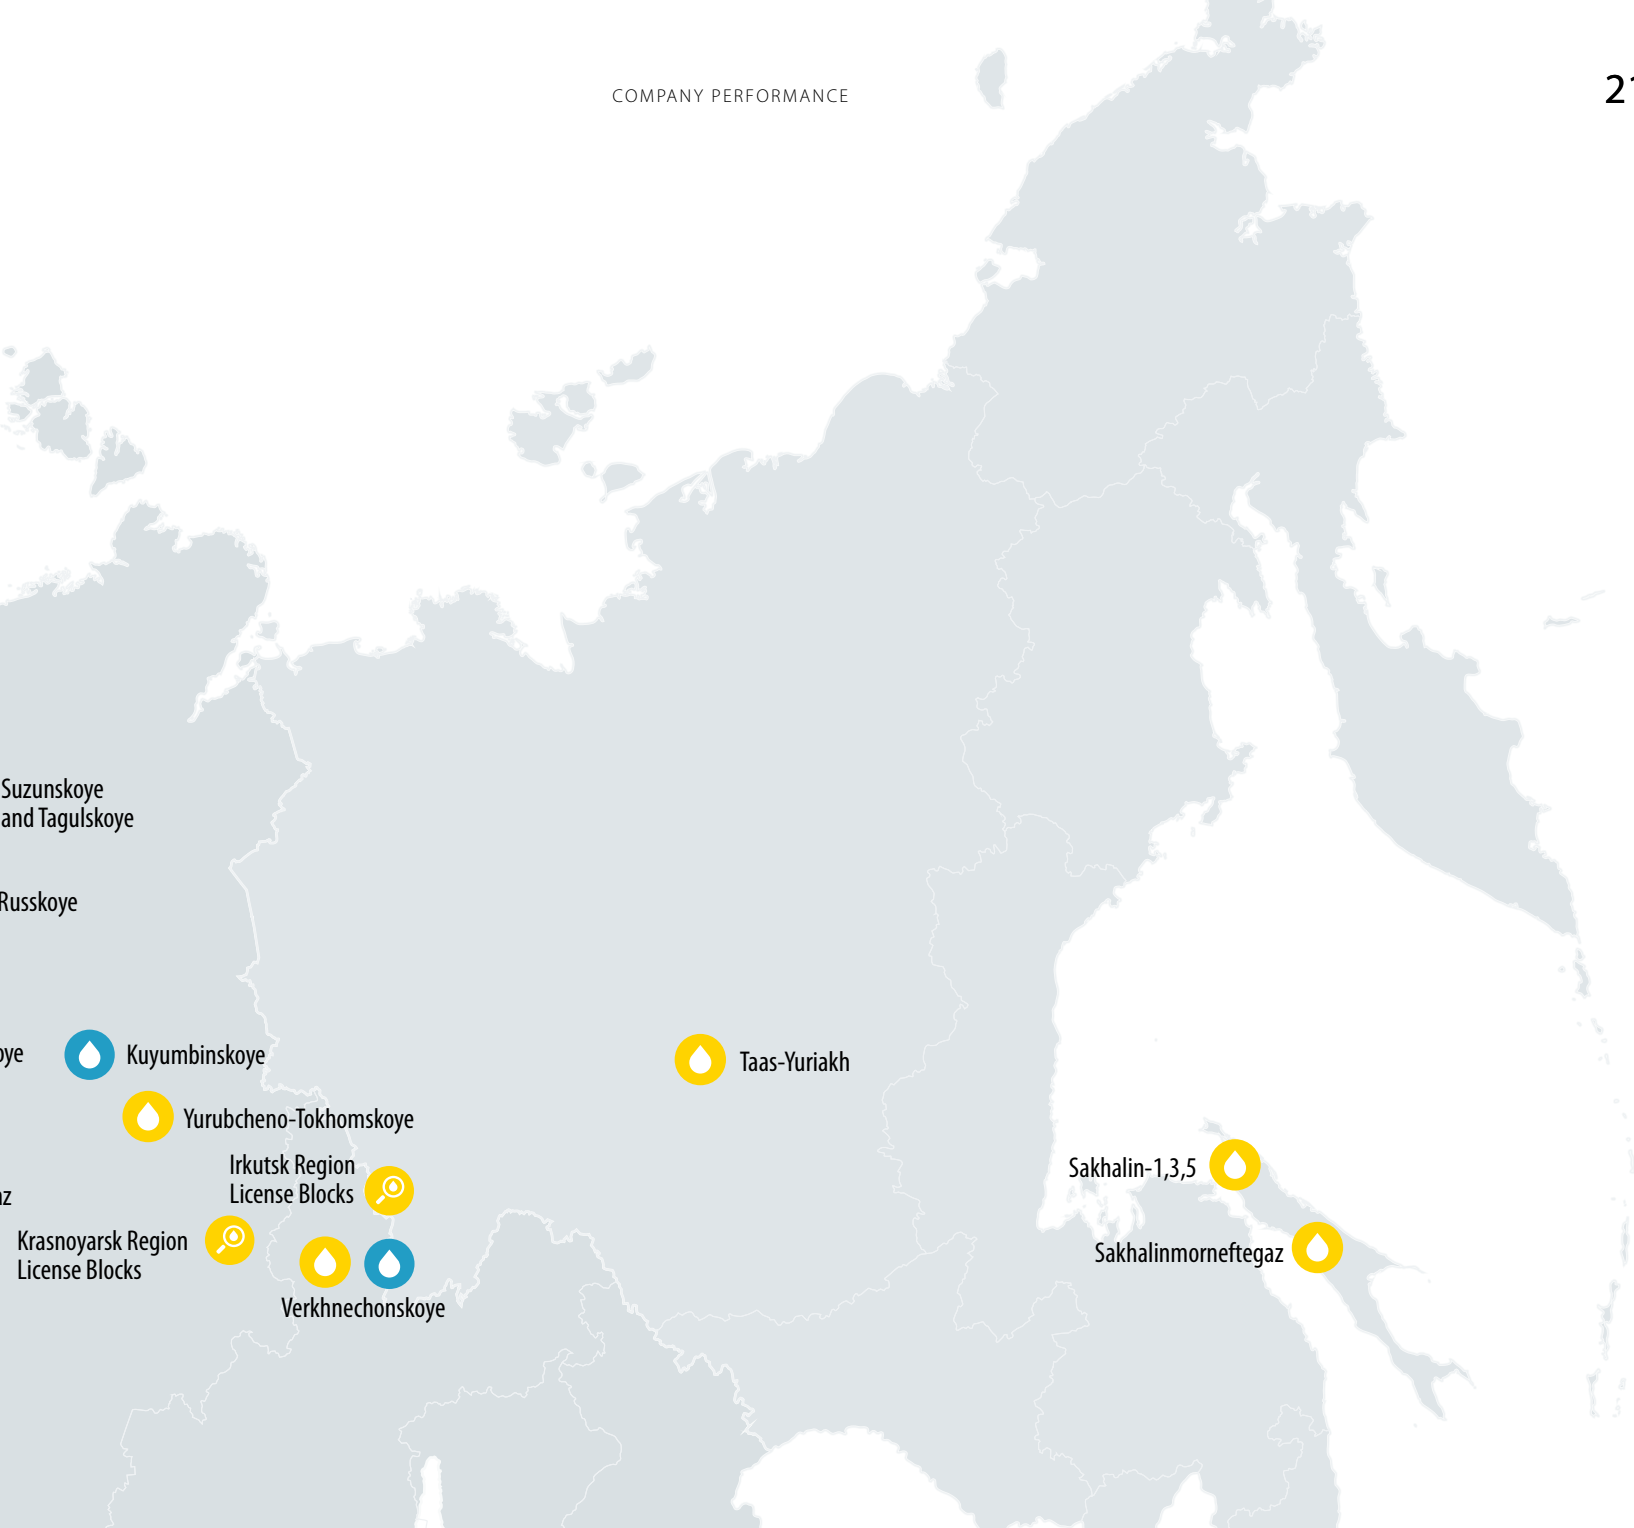 COMPANY PERFORMANCE
Suzunskoye
and Tagulskoye
Russkoye
Kuyumbinskoye
Yurubcheno-Tokhomskoye
Taas-Yuriakh
Irkutsk Region
License Blocks
Sakhalin-1,3,5
Krasnoyarsk Region
License Blocks
Sakhalinmorneftegaz
Verkhnechonskoye